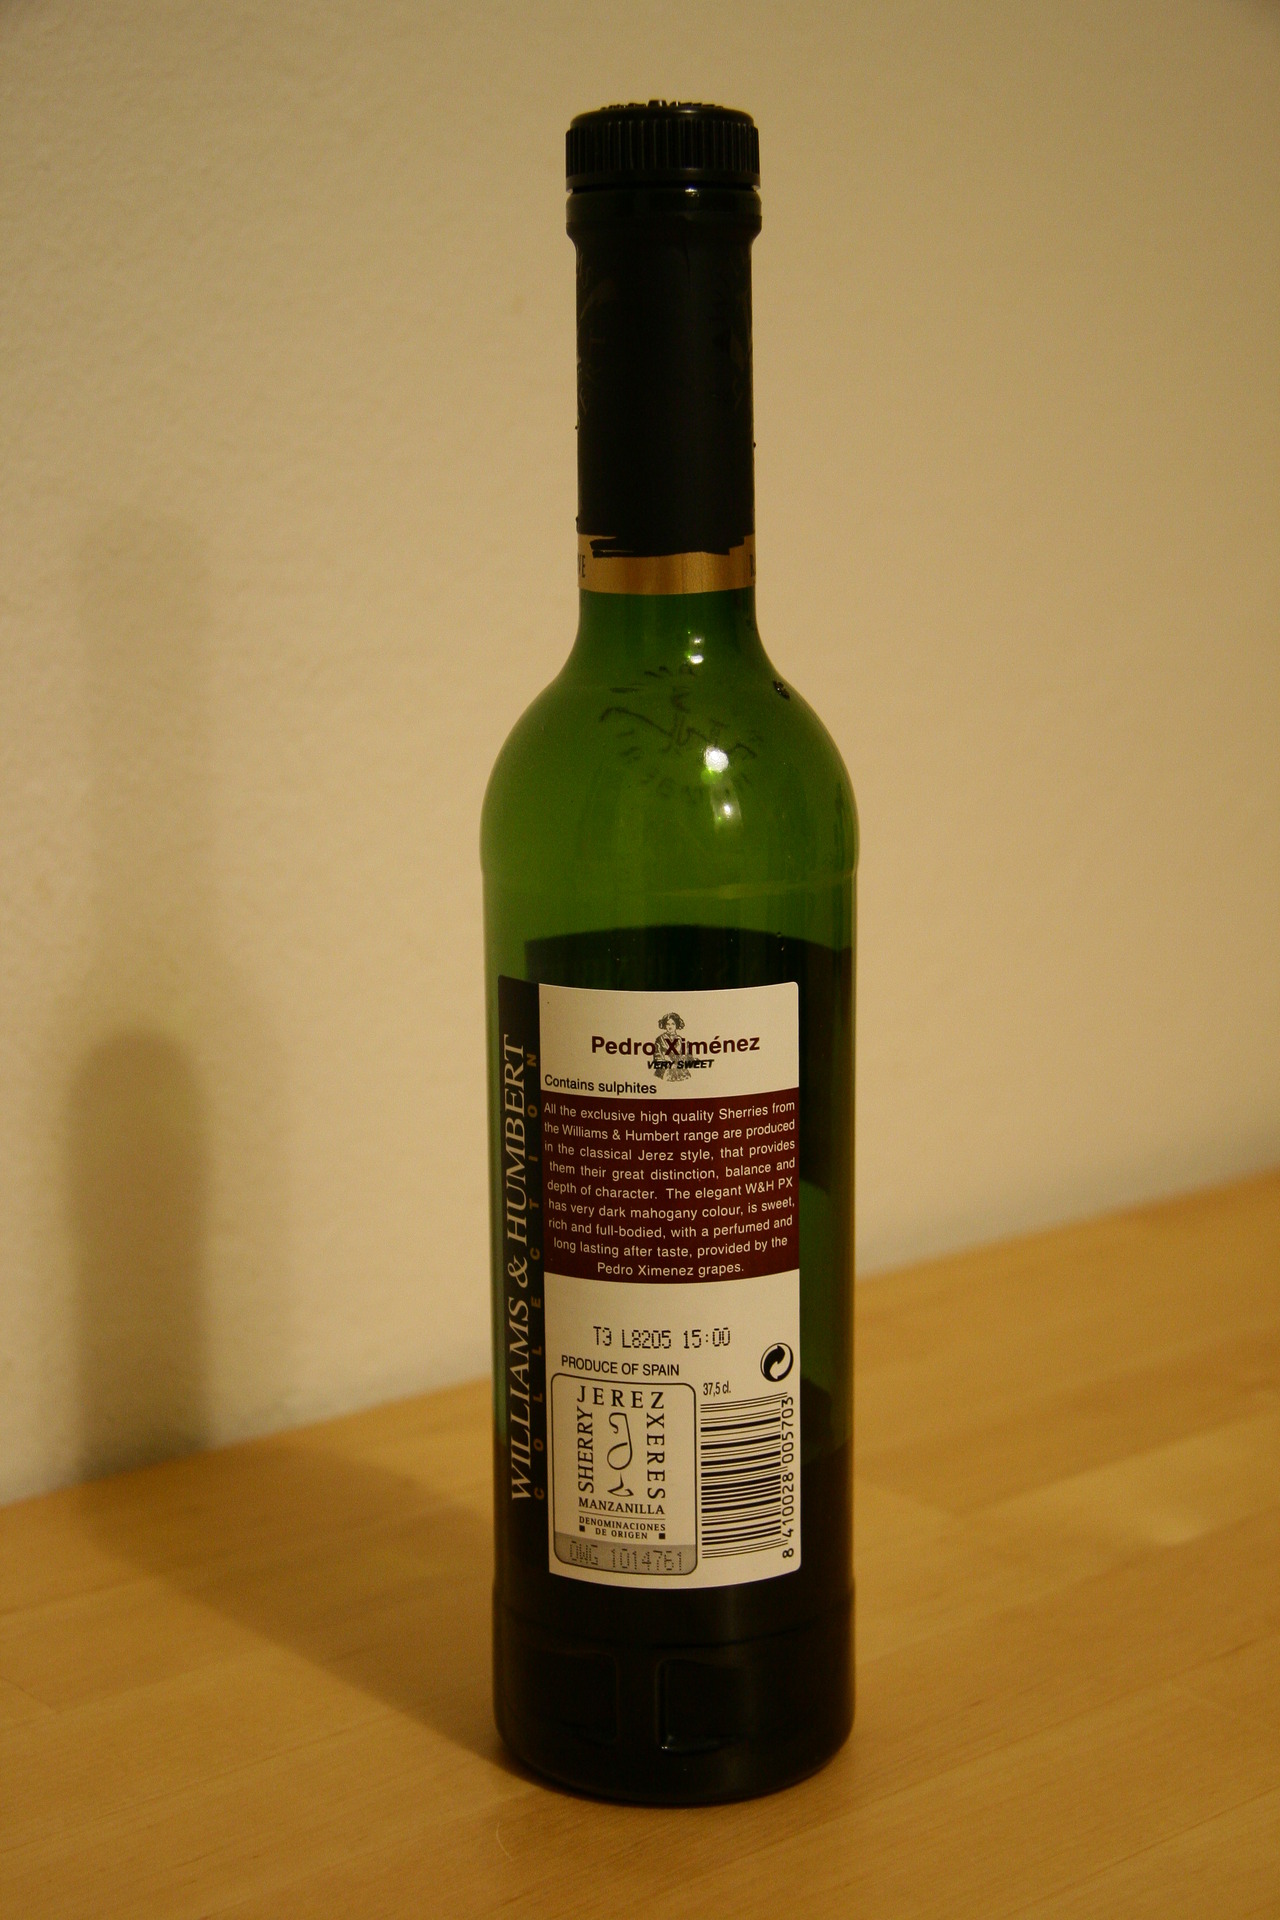 Pedro Ximénez
VERY SWEET
Contains sulphites
All the exclusive high quality Sherries from
the Williams & Humbert range are produced
in the classical Jerez style, that provides
them their great distinction, balance and
depth of character. The elegant W&H PX
has very dark mahogany colour, is sweet,
rich and full-bodied, with a perfumed and
long lasting after taste, provided by the
Pedro Ximenez grapes.
WILLIAMS & HUMBERT
COLLECTION
T3 L8205 15:00
PRODUCE OF SPAIN
37,5 cl.
JEREZ
XERES
SHERRY
MANZANILLA
DENOMINACIONES
DE ORIGEN
OWG 1014761
8 410028 005703